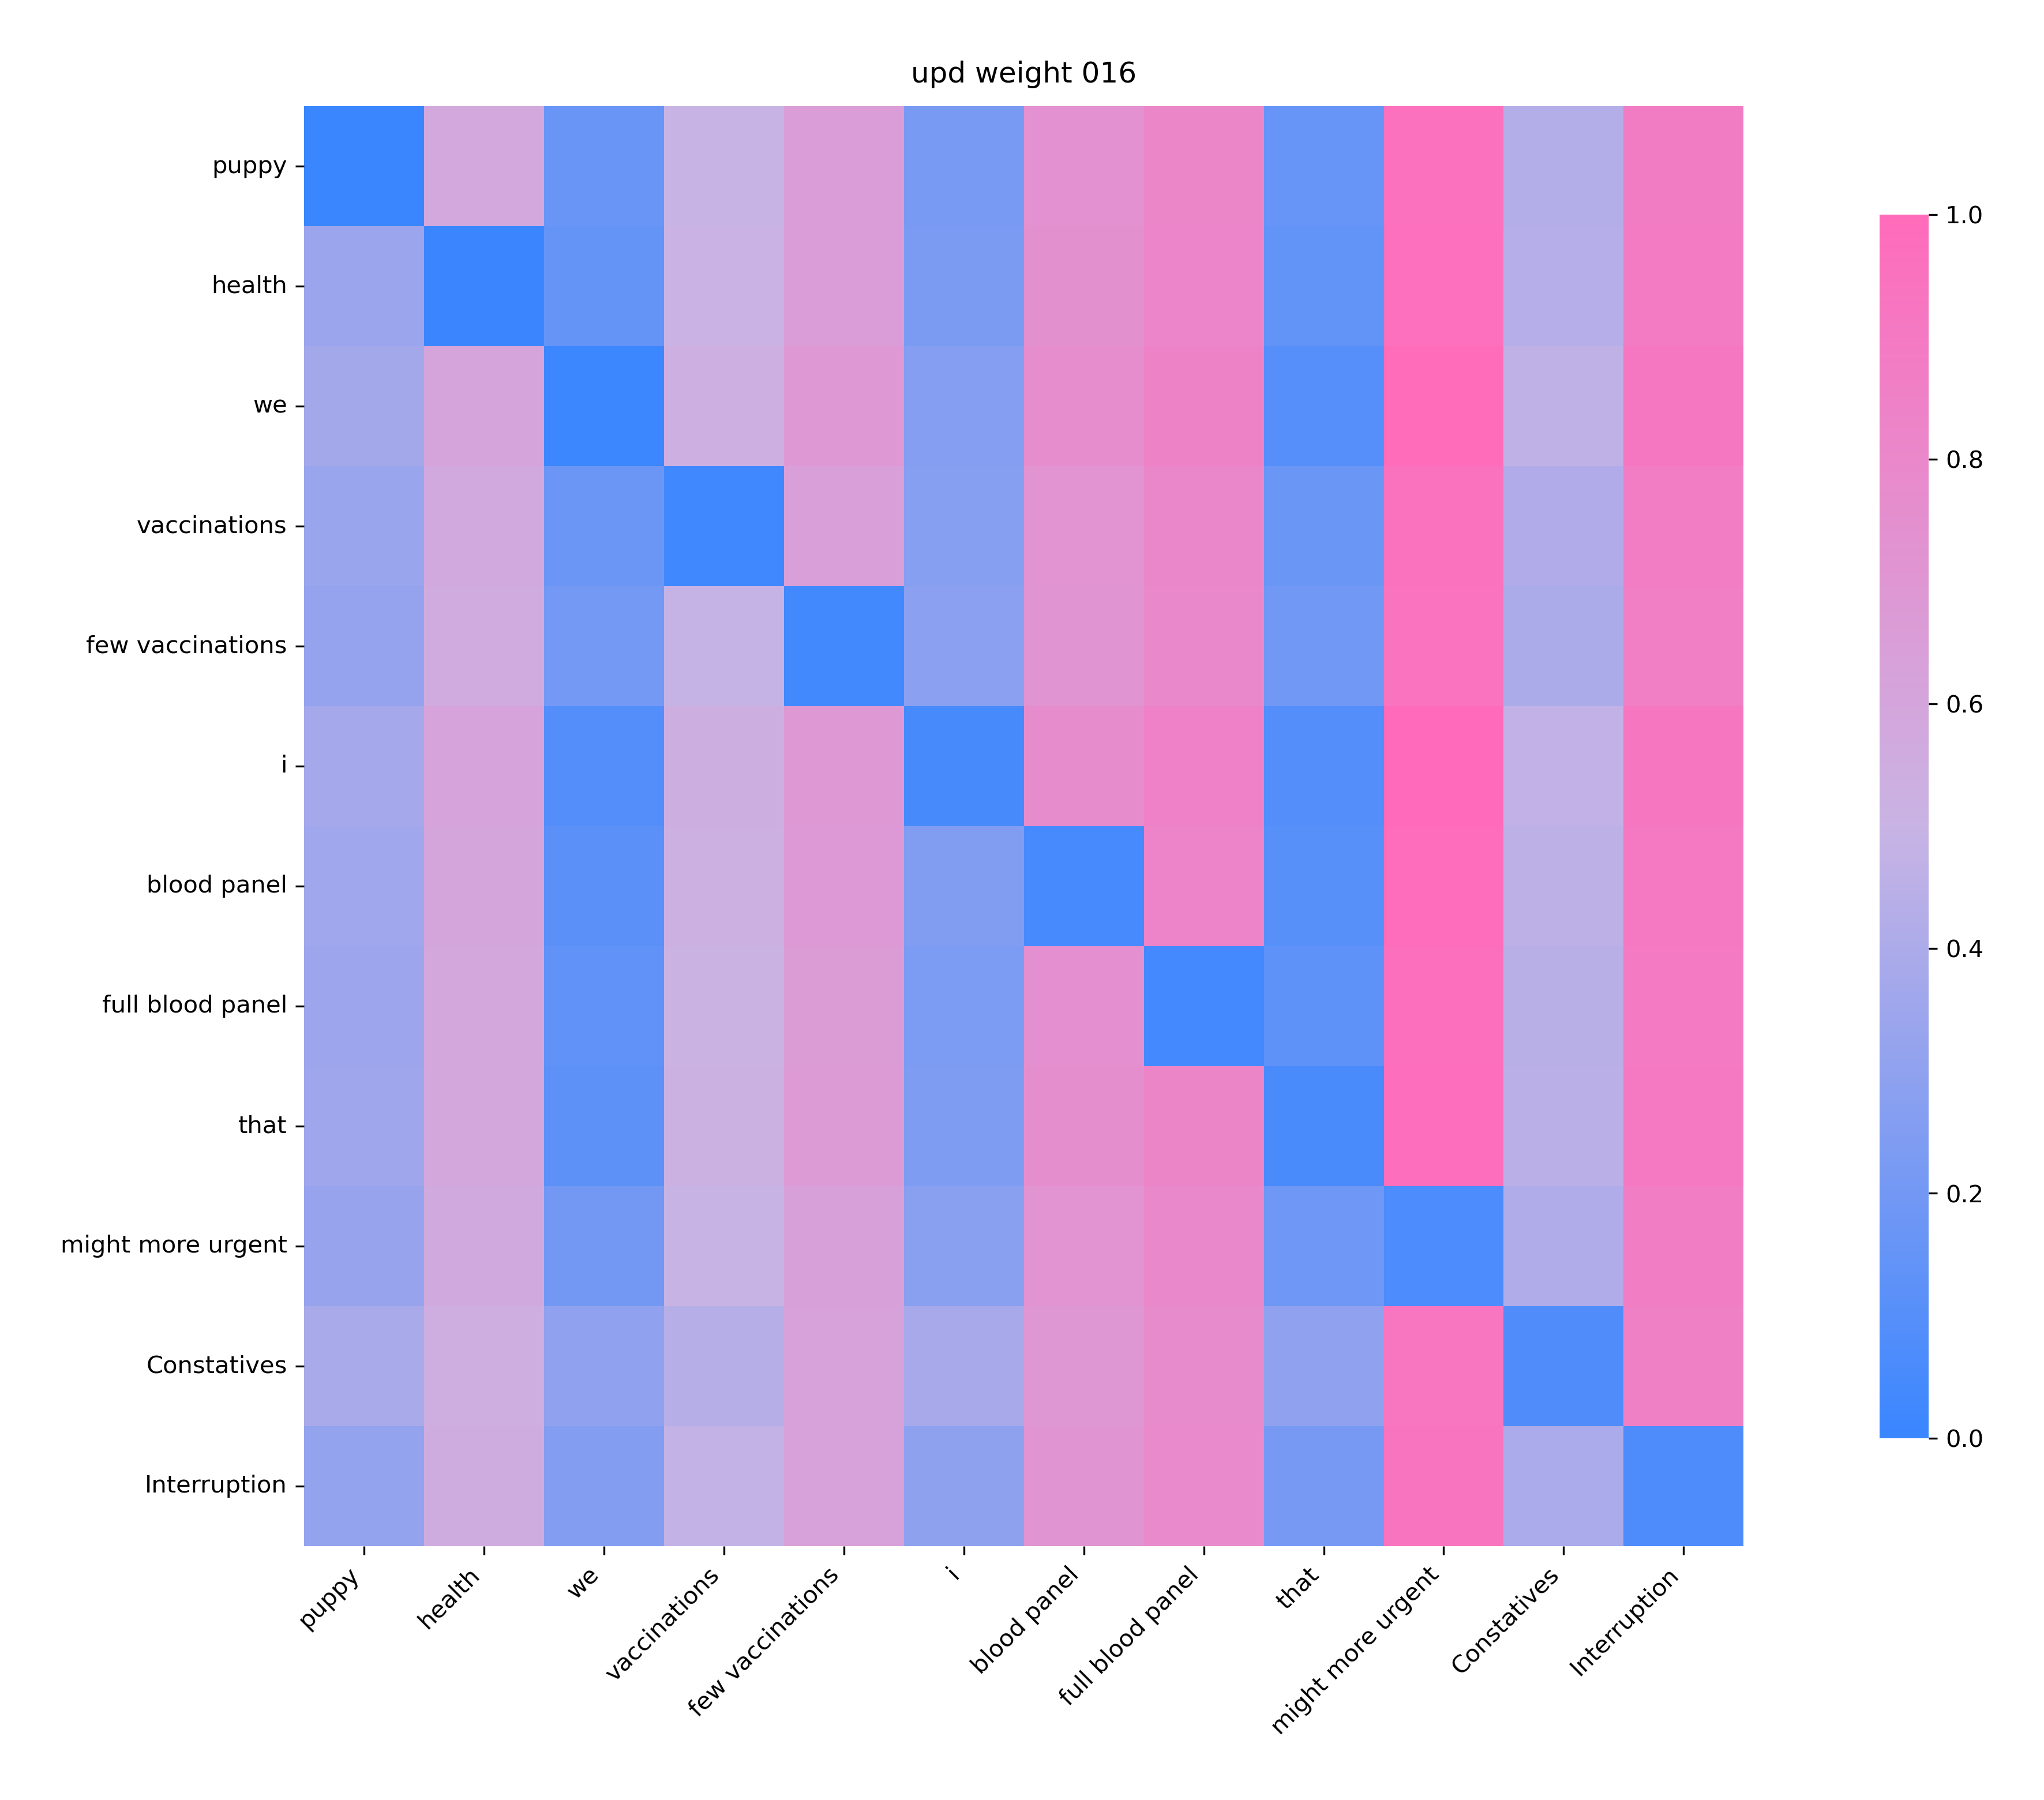 upd weight 016
puppy
health
we
vaccinations
few vaccinations
i
blood panel
full blood panel
that
might more urgent
Constatives
Interruption
1.0
0.8
0.6
0.4
0.2
0.0
puppy
health
we
vaccinations
few vaccinations
i
blood panel
full blood panel
that
might more urgent
Constatives
Interruption